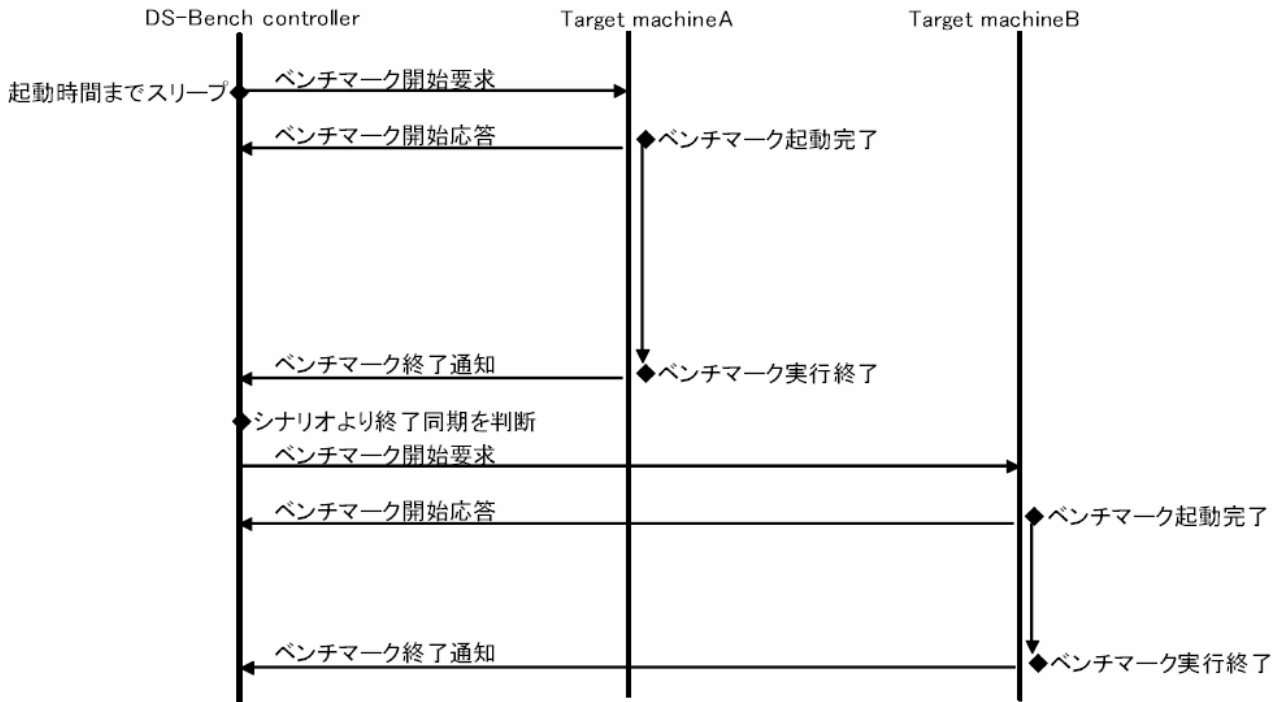 DS-Bench controller
Target machineA
Target machineB
起動時間までスリープ
ベンチマーク開始要求
ベンチマーク開始応答
ベンチマーク起動完了
ベンチマーク終了通知
ベンチマーク実行終了
シナリオより終了同期を判断
ベンチマーク開始要求
ベンチマーク開始応答
ベンチマーク起動完了
ベンチマーク終了通知
ベンチマーク実行終了